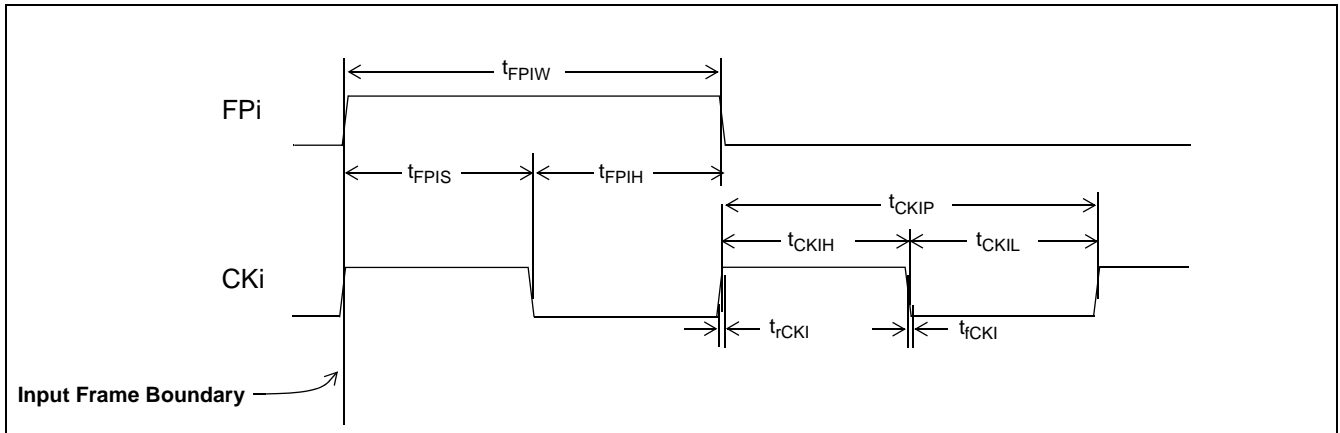 tFPIW
FPi
tFPIS
tFPIH
tCKIP
tCKIH
tCKIL
CKi
trCKI
tfCKI
Input Frame Boundary